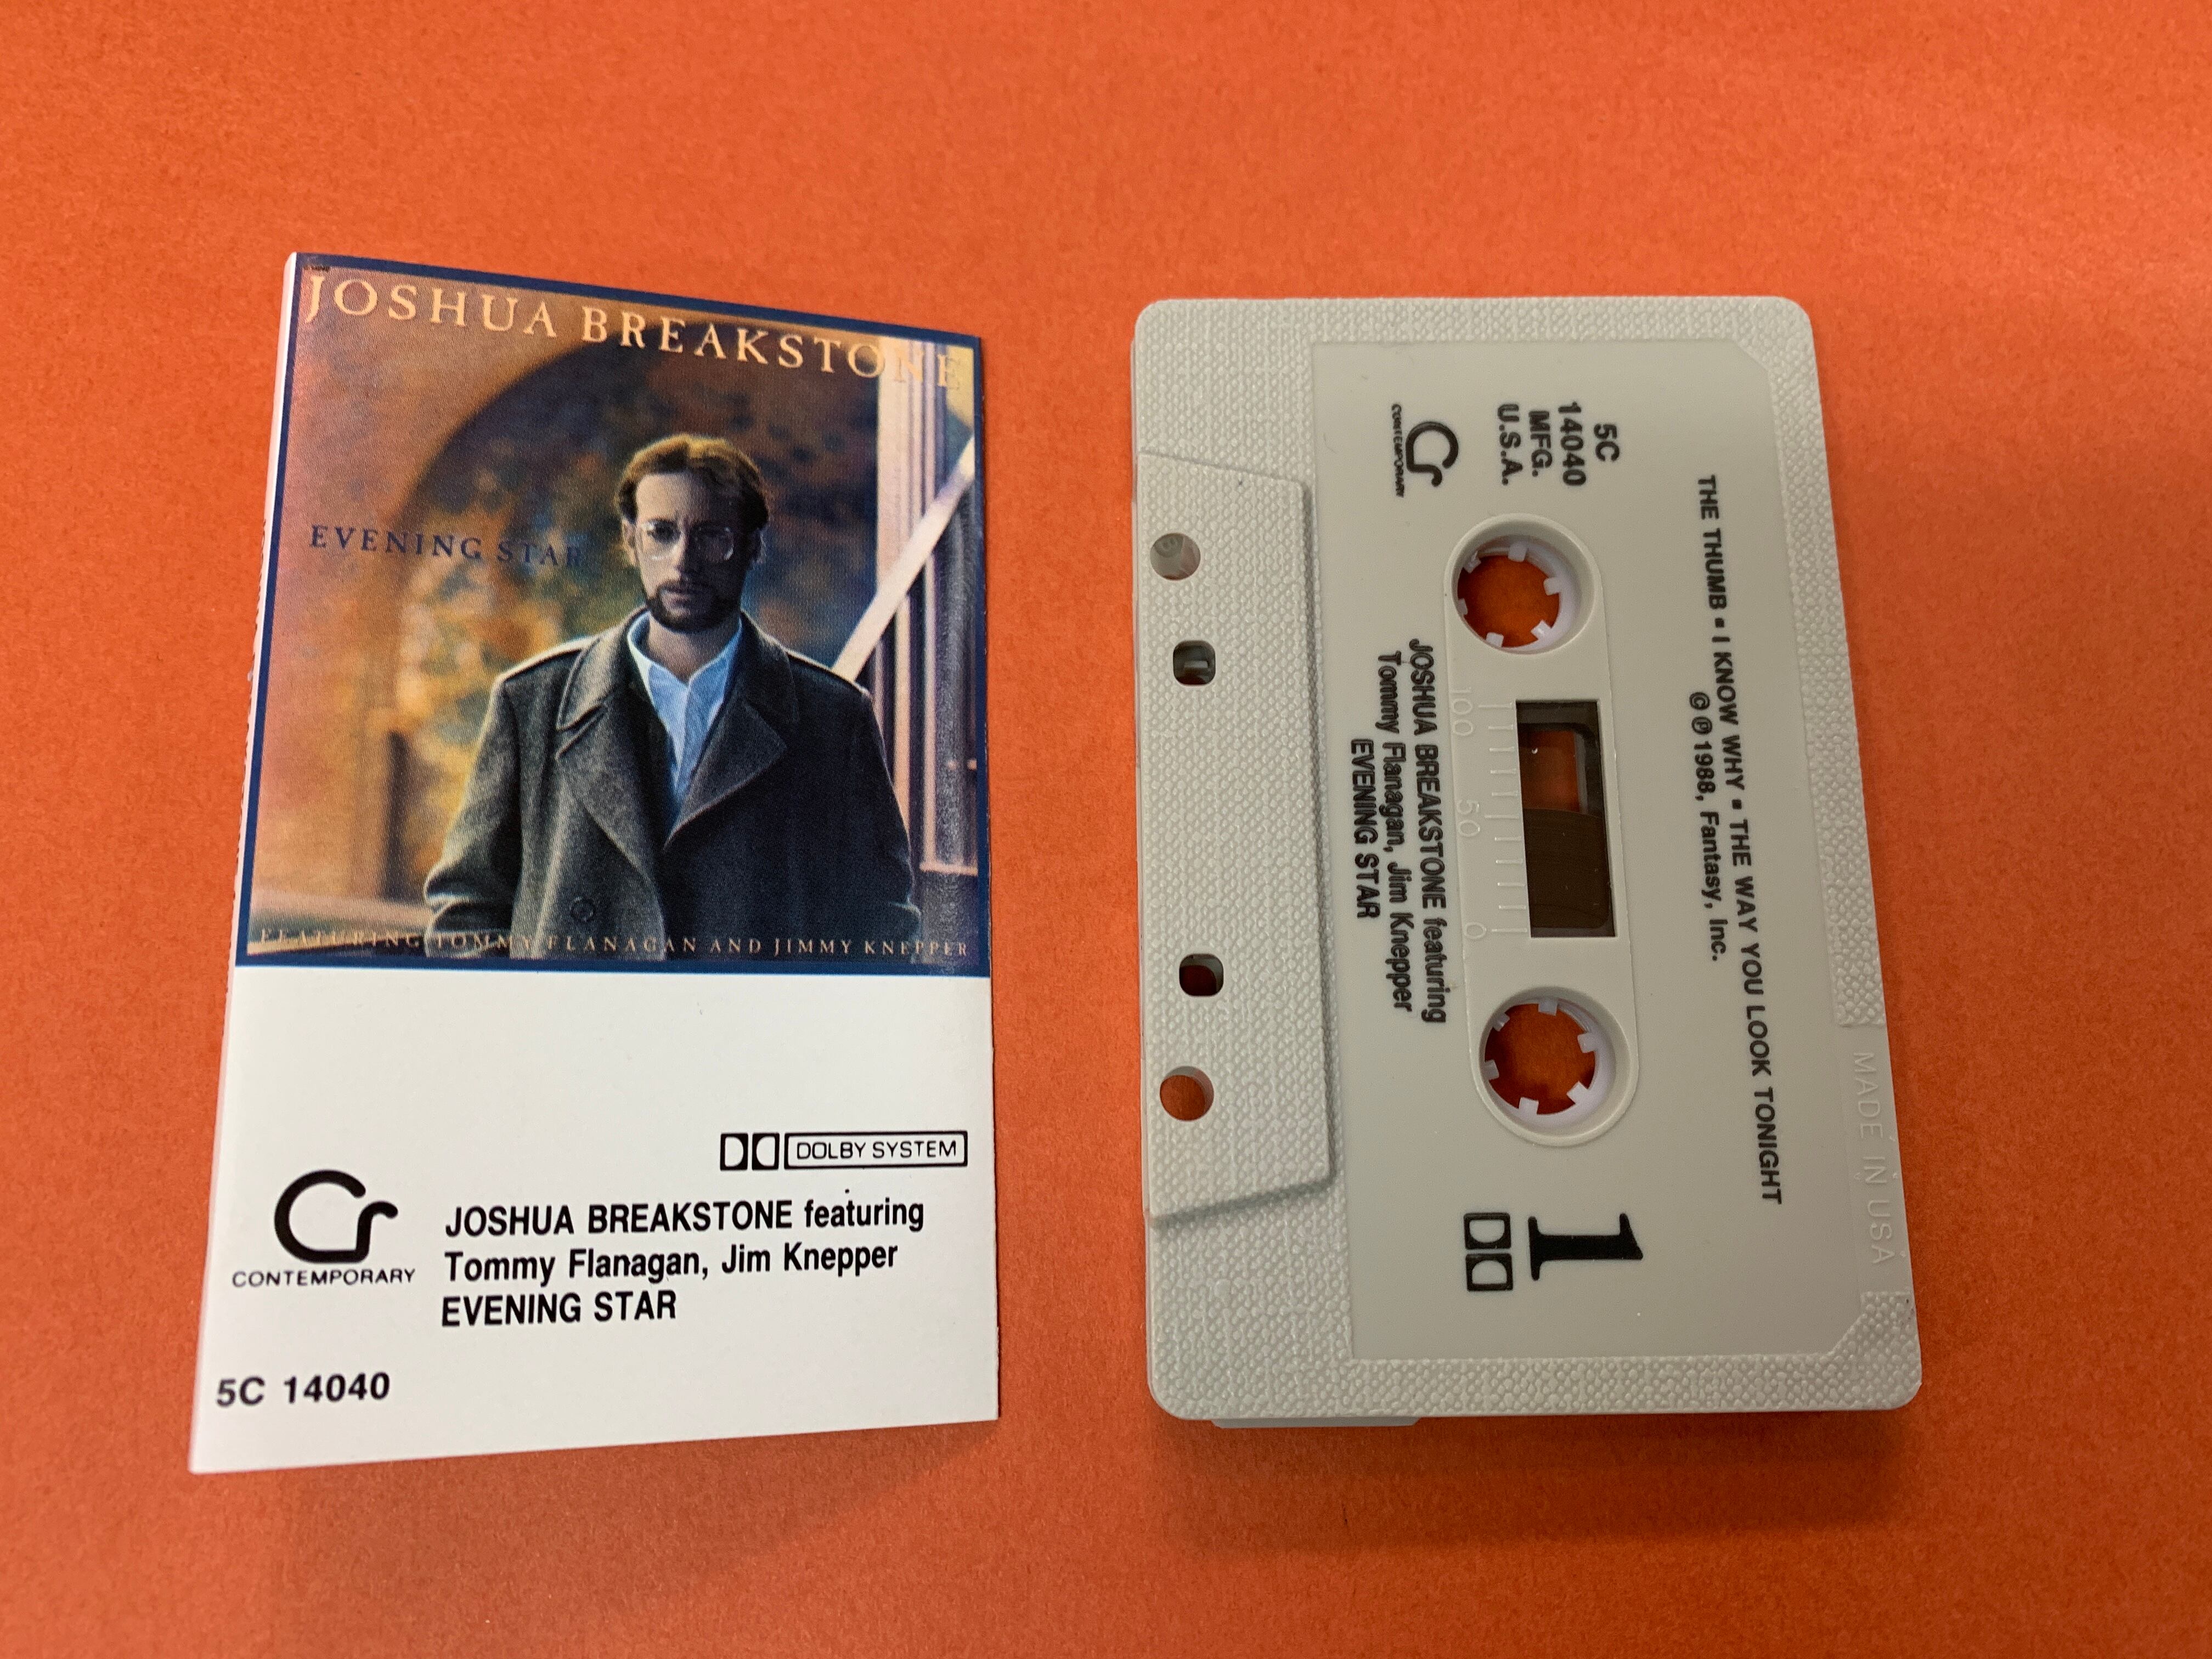 JOSHUA BREAKSTONE
EVENING STAR
FEATURING TOMMY FLANAGAN AND JIMMY KNEPPER
DOLBY SYSTEM
CONTEMPORARY
JOSHUA BREAKSTONE featuring
Tommy Flanagan, Jim Knepper
EVENING STAR
5C 14040
THE THUMB ▪ I KNOW WHY ▪ THE WAY YOU LOOK TONIGHT
© ℗ 1988, Fantasy, Inc.
5C
14040
MFG.
U.S.A.
CONTEMPORARY
100 50 0
JOSHUA BREAKSTONE featuring
Tommy Flanagan, Jim Knepper
EVENING STAR
1
MADE IN USA